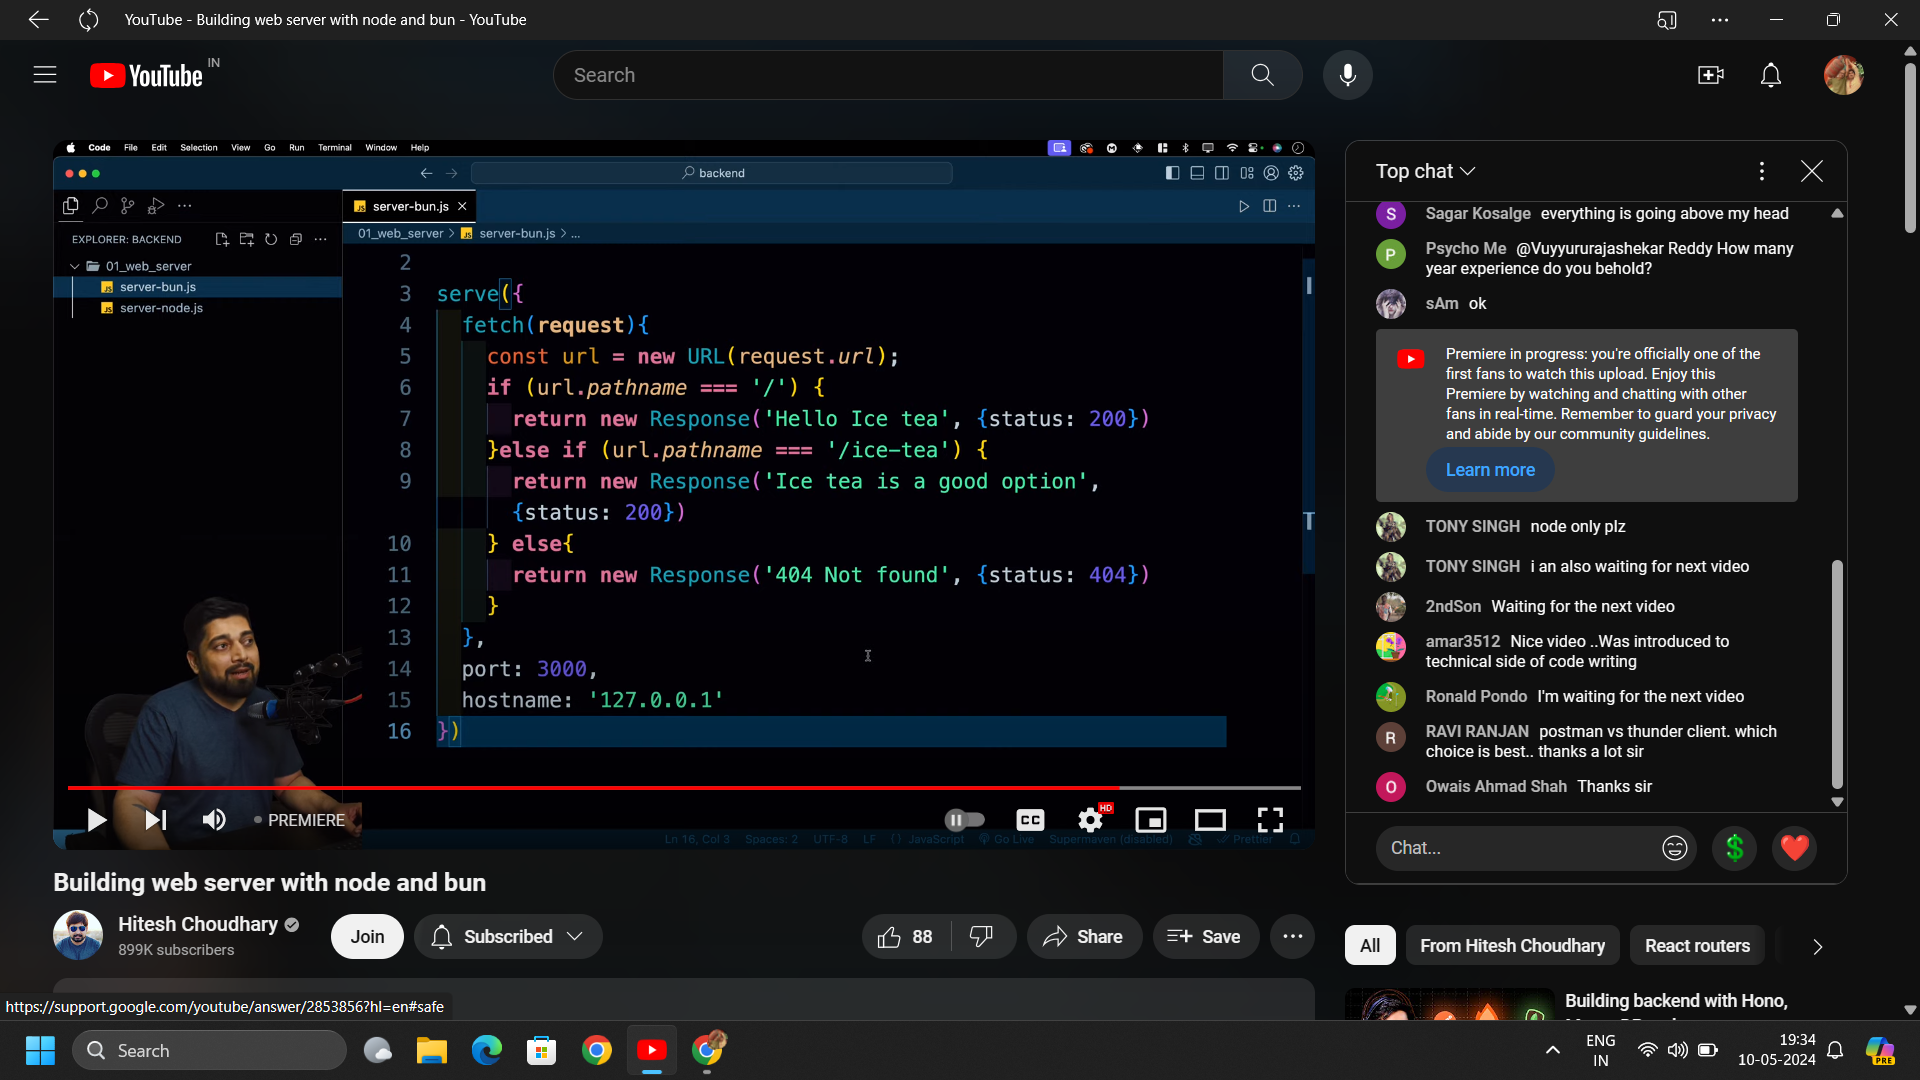 YouTube - Building web server with node and bun - YouTube
YouTube IN
Search
Code File Edit Selection View Go Run Terminal Window Help
backend
server-bun.js
EXPLORER: BACKEND
01_web_server > server-bun.js > ...
01_web_server
server-bun.js
server-node.js
2
3 serve({
4 fetch(request){
5 const url = new URL(request.url);
6 if (url.pathname === '/') {
7 return new Response('Hello Ice tea', {status: 200})
8 }else if (url.pathname === '/ice-tea') {
9 return new Response('Ice tea is a good option',
{status: 200})
10 } else{
11 return new Response('404 Not found', {status: 404})
12 }
13 },
14 port: 3000,
15 hostname: '127.0.0.1'
16 })
PREMIERE
CC
HD
Ln 16, Col 3 Spaces: 2 UTF-8 LF {} JavaScript Go Live Supermaven (disabled) Prettier
Top chat
S Sagar Kosalge everything is going above my head
P Psycho Me @Vuyyururajashekar Reddy How many
year experience do you behold?
sAm ok
Premiere in progress: you're officially one of the
first fans to watch this upload. Enjoy this
Premiere by watching and chatting with other
fans in real-time. Remember to guard your privacy
and abide by our community guidelines.
Learn more
TONY SINGH node only plz
TONY SINGH i an also waiting for next video
2ndSon Waiting for the next video
amar3512 Nice video ..Was introduced to
technical side of code writing
Ronald Pondo I'm waiting for the next video
R RAVI RANJAN postman vs thunder client. which
choice is best.. thanks a lot sir
O Owais Ahmad Shah Thanks sir
Chat...
Building web server with node and bun
Hitesh Choudhary
899K subscribers
Join
Subscribed
88
Share
Save
All
From Hitesh Choudhary
React routers
Building backend with Hono,
https://support.google.com/youtube/answer/2853856?hl=en#safe
Search
ENG
IN
19:34
10-05-2024
PRE